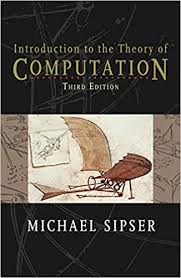 Introduction to the Theory of
COMPUTATION
THIRD EDITION
MICHAEL SIPSER